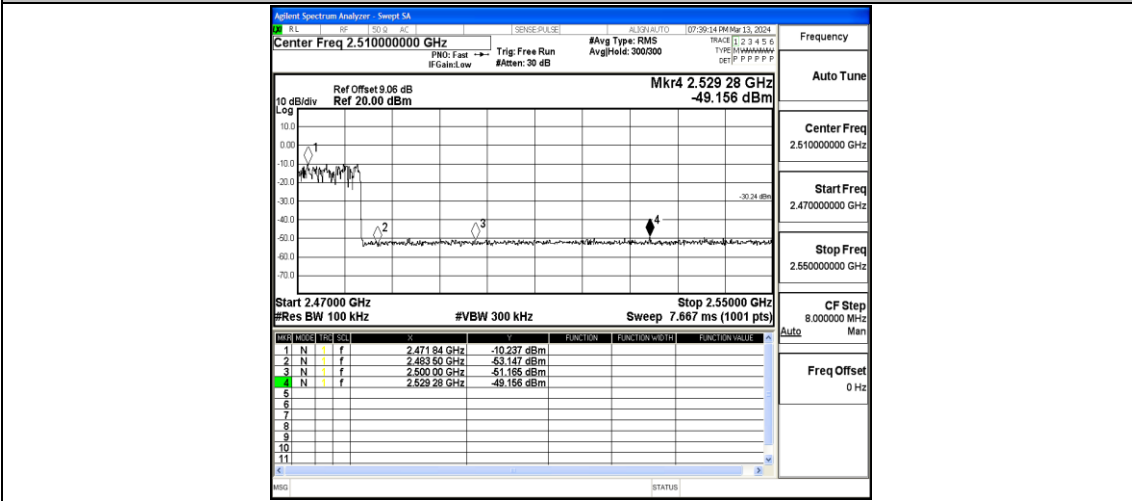 Agilent Spectrum Analyzer - Swept SA
RL RF 50 Ω AC SENSE:PULSE ALIGN AUTO 07:39:14 PM Mar 13, 2024
Center Freq 2.510000000 GHz
PNO: Fast
IFGain:Low
Trig: Free Run
#Atten: 30 dB
#Avg Type: RMS
Avg|Hold: 300/300
TRACE 1 2 3 4 5 6
TYPE M W W W W W
DET P P P P P P
Ref Offset 9.06 dB
10 dB/div Ref 20.00 dBm
Log
Mkr4 2.529 28 GHz
-49.156 dBm
10.0
0.00
-10.0
-20.0
-30.0
-40.0
-50.0
-60.0
-70.0
1
2
3
4
-30.24 dBm
Start 2.47000 GHz Stop 2.55000 GHz
#Res BW 100 kHz #VBW 300 kHz Sweep 7.667 ms (1001 pts)
MKR MODE TRC SCL X Y FUNCTION FUNCTION WIDTH FUNCTION VALUE
1 N 1 f 2.471 84 GHz -10.237 dBm
2 N 1 f 2.483 50 GHz -53.147 dBm
3 N 1 f 2.500 00 GHz -51.165 dBm
4 N 1 f 2.529 28 GHz -49.156 dBm
5
6
7
8
9
10
11
MSG STATUS
Frequency
Auto Tune
Center Freq
2.510000000 GHz
Start Freq
2.470000000 GHz
Stop Freq
2.550000000 GHz
CF Step
8.000000 MHz
Auto Man
Freq Offset
0 Hz